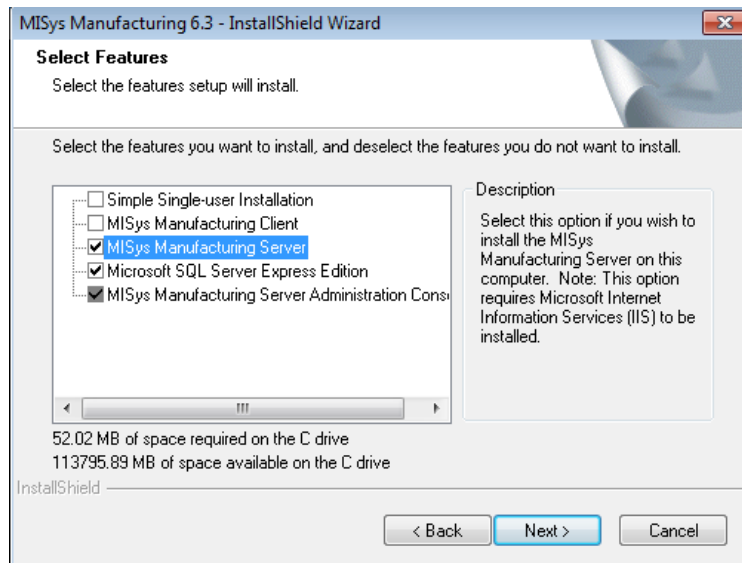 MISys Manufacturing 6.3 - InstallShield Wizard
Select Features
Select the features setup will install.
Select the features you want to install, and deselect the features you do not want to install.
Simple Single-user Installation
MISys Manufacturing Client
MISys Manufacturing Server
Microsoft SQL Server Express Edition
MISys Manufacturing Server Administration Conso
Description
Select this option if you wish to
install the MISys
Manufacturing Server on this
computer. Note: This option
requires Microsoft Internet
Information Services (IIS) to be
installed.
52.02 MB of space required on the C drive
113795.89 MB of space available on the C drive
InstallShield
< Back
Next >
Cancel